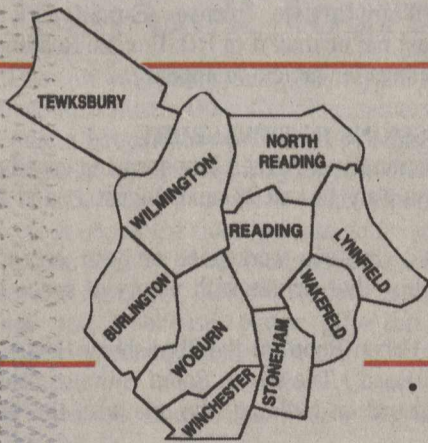 TEWKSBURY
NORTH
READING
WILMINGTON
READING
LYNNFIELD
BURLINGTON
WAKEFIELD
WOBURN
STONEHAM
WINCHESTER